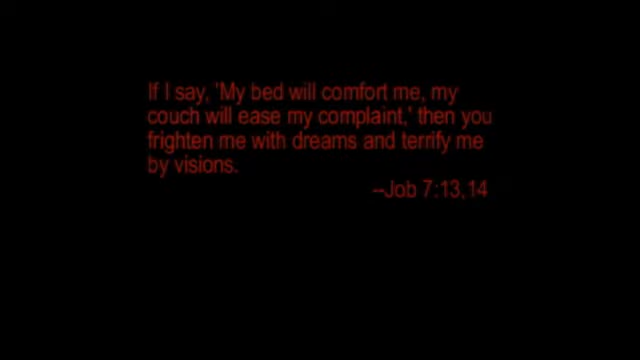 If I say, 'My bed will comfort me, my
couch will ease my complaint,' then you
frighten me with dreams and terrify me
by visions.
--Job 7:13,14